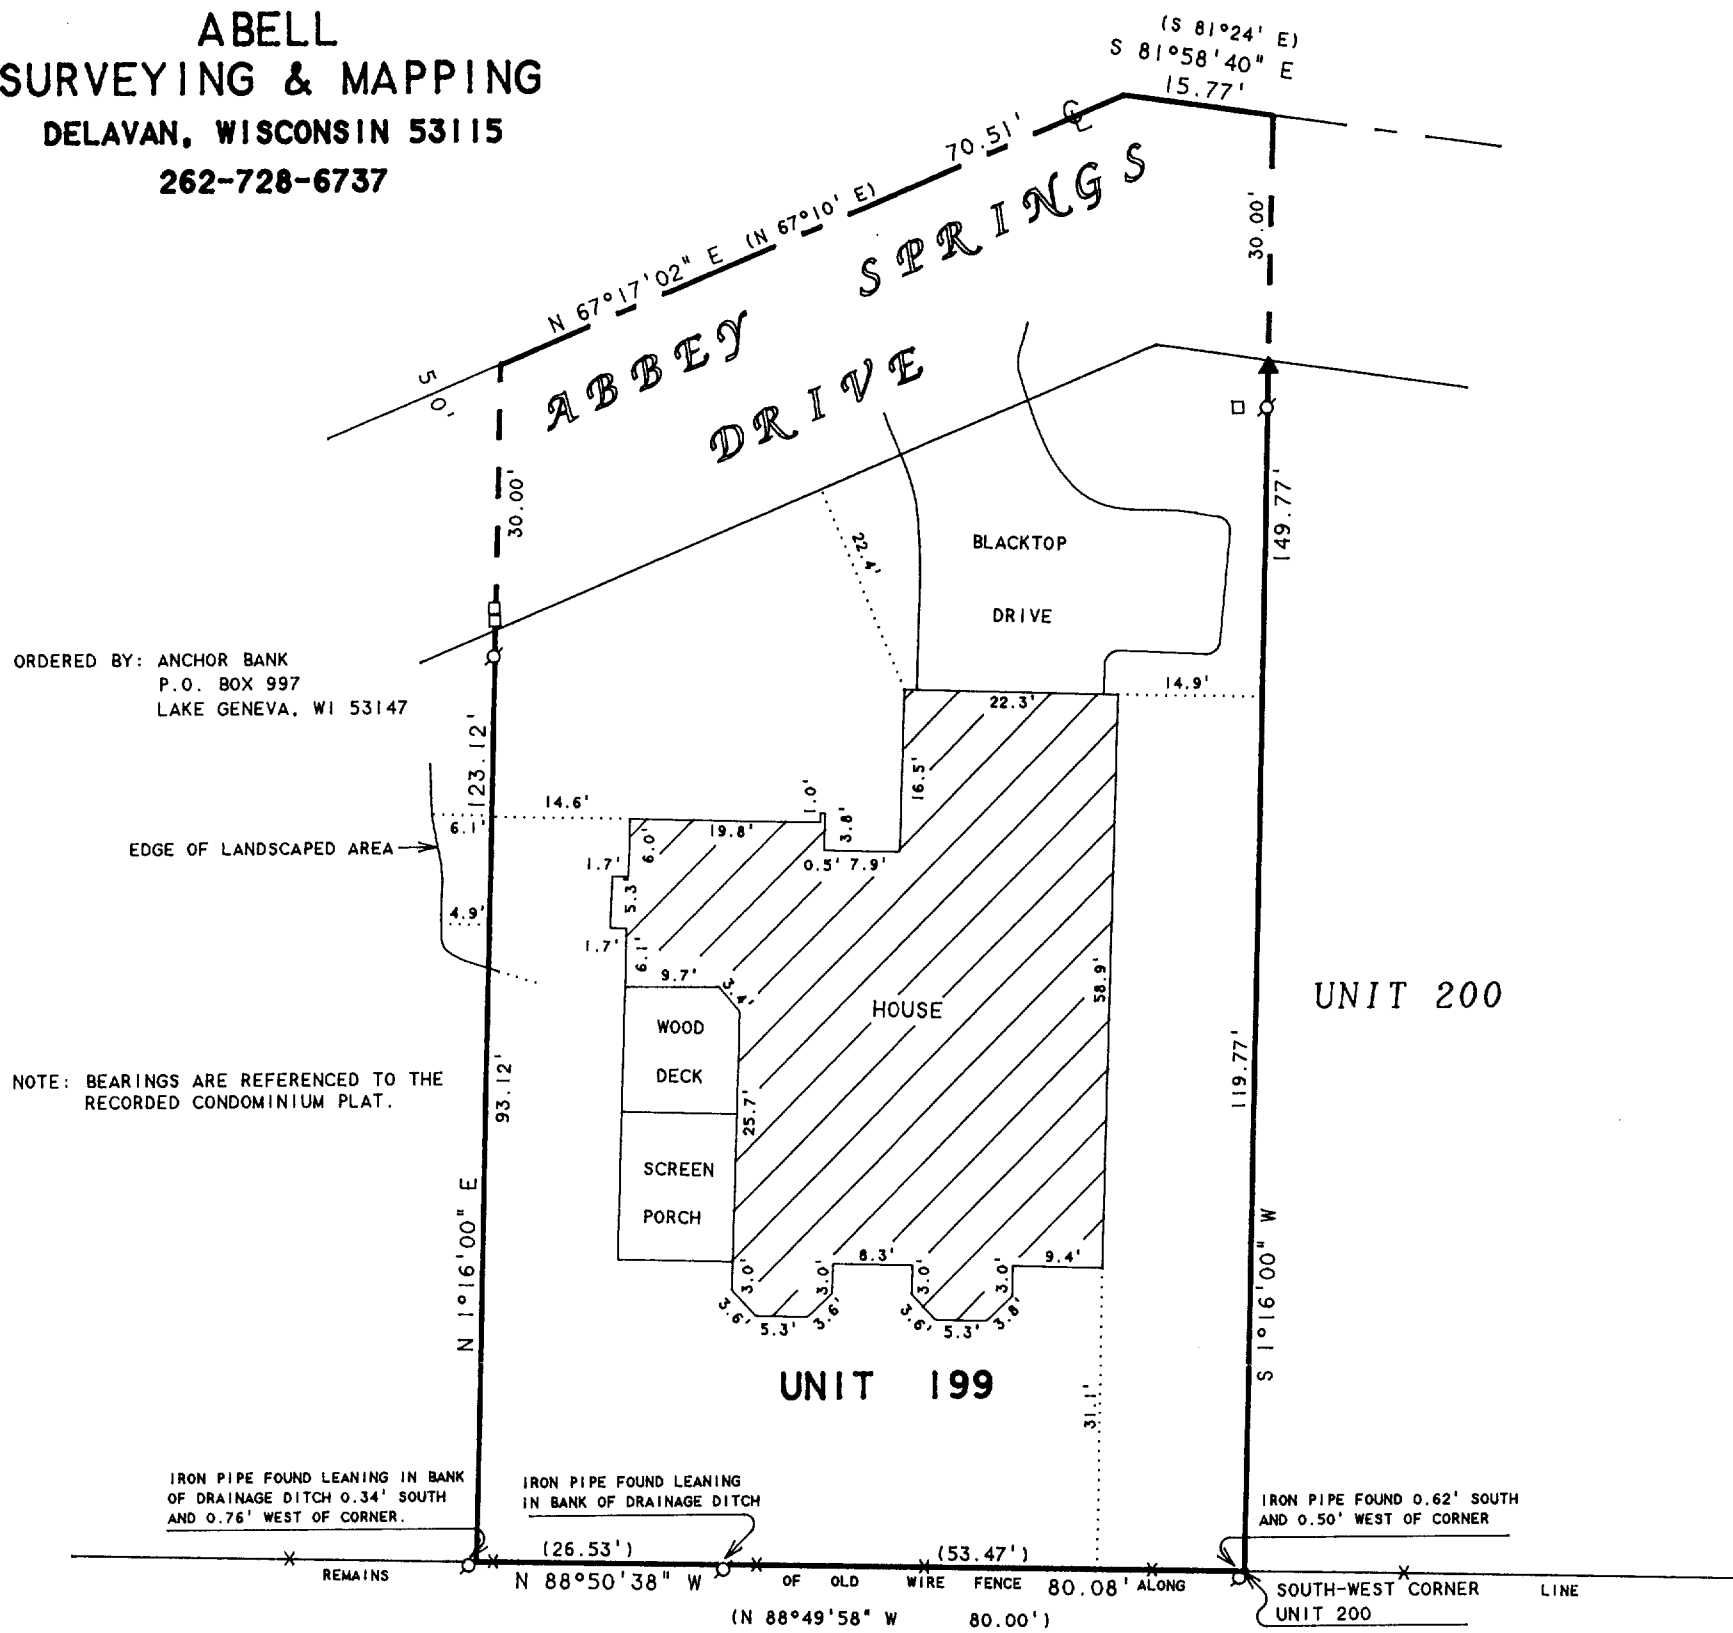 ABELL
SURVEYING & MAPPING
DELAVAN, WISCONSIN 53115
262-728-6737
(S 81°24' E)
S 81°58'40" E
15.77'
N 67°17'02" E (N 67°10' E) 70.51' CL
ABBEY SPRINGS
DRIVE
50'
30.00'
30.00'
149.77'
22.4'
BLACKTOP
DRIVE
ORDERED BY: ANCHOR BANK
P.O. BOX 997
LAKE GENEVA, WI 53147
123.12'
14.9'
22.3'
16.5'
14.6'
6.1'
1.0'
3.8'
19.8'
6.0'
0.5' 7.9'
EDGE OF LANDSCAPED AREA
1.7'
5.3
4.9'
1.7'
6.1'
9.7'
3.4'
58.9'
HOUSE
UNIT 200
WOOD
DECK
25.7'
NOTE: BEARINGS ARE REFERENCED TO THE
RECORDED CONDOMINIUM PLAT.
93.12'
119.77'
SCREEN
PORCH
N 1°16'00" E
S 1°16'00" W
8.3'
9.4'
3.0'
3.0'
3.0'
3.0'
3.6'
5.3'
3.6'
3.6'
5.3'
3.8'
UNIT 199
31.1'
IRON PIPE FOUND LEANING IN BANK
OF DRAINAGE DITCH 0.34' SOUTH
AND 0.76' WEST OF CORNER.
IRON PIPE FOUND LEANING
IN BANK OF DRAINAGE DITCH
IRON PIPE FOUND 0.62' SOUTH
AND 0.50' WEST OF CORNER
(26.53') (53.47')
REMAINS N 88°50'38" W OF OLD WIRE FENCE 80.08' ALONG LINE
(N 88°49'58" W 80.00')
SOUTH-WEST CORNER
UNIT 200